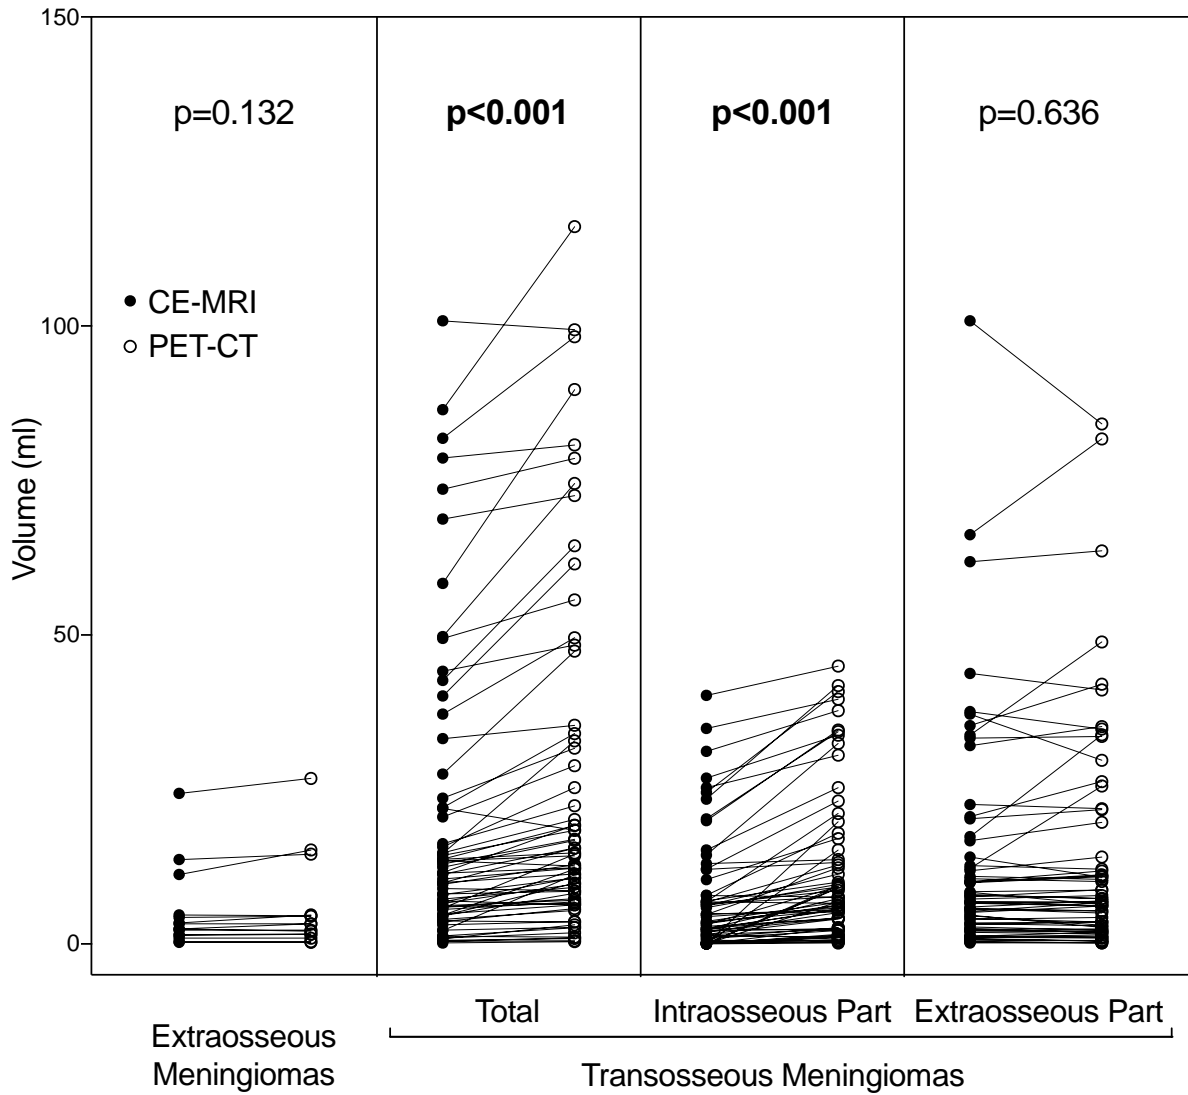 150
p=0.132 p<0.001 p<0.001 p=0.636
CE-MRI
100
PET-CT
Volume (ml)
50
0
Total Intraosseous Part Extraosseous Part
Extraosseous
Meningiomas
Transosseous Meningiomas